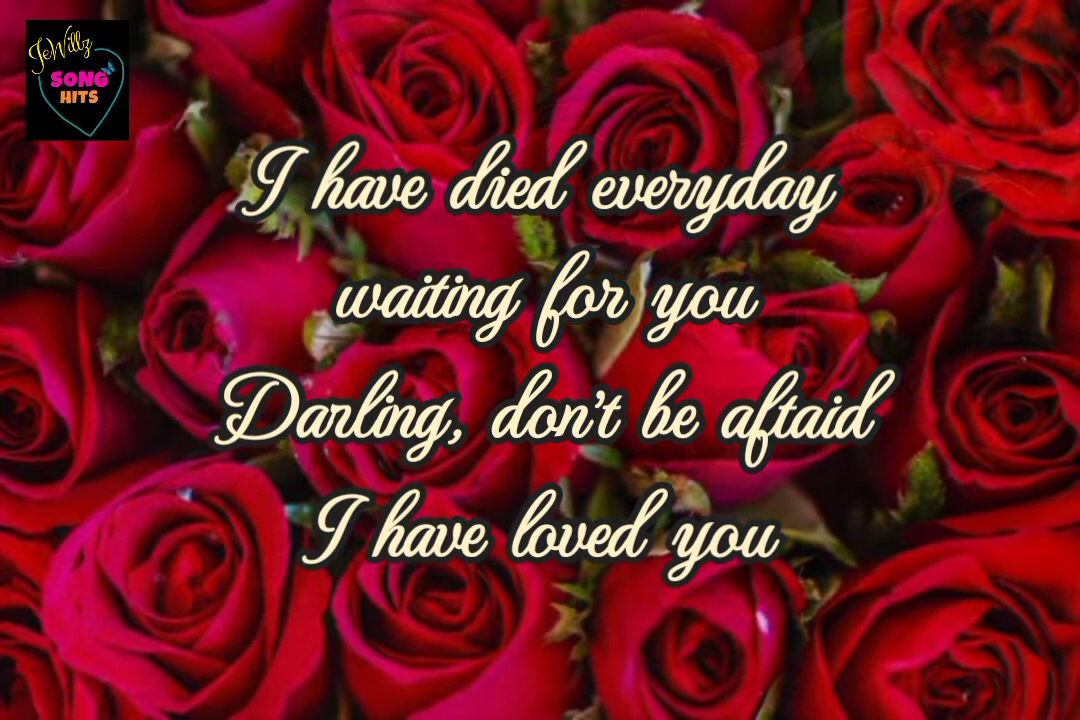 JeWillz
SONG
HITS
I have died everyday
waiting for you
Darling, don't be aftaid
I have loved you